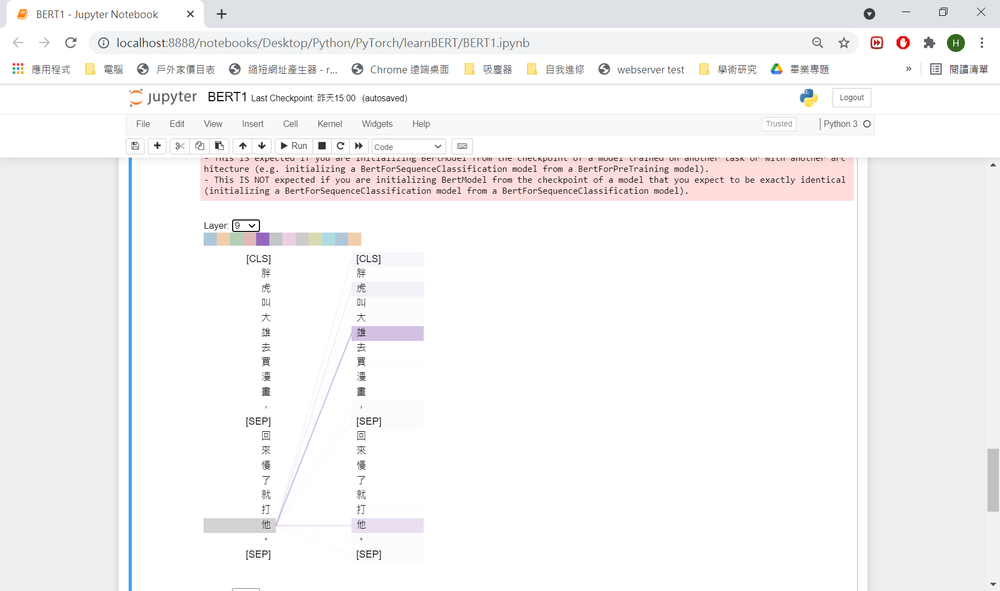 BERT1 - Jupyter Notebook
localhost:8888/notebooks/Desktop/Python/PyTorch/learnBERT/BERT1.ipynb
H
應用程式 電腦 戶外家價目表 縮短網址產生器 - r... Chrome 遠端桌面 吸塵器 自我進修 webserver test 學術研究 畢業專題 » 閱讀清單
jupyter BERT1 Last Checkpoint: 昨天15:00 (autosaved) Logout
File Edit View Insert Cell Kernel Widgets Help Trusted Python 3
Run Code
- This IS expected if you are initializing BertModel from the checkpoint of a model trained on another task or with another arc
hitecture (e.g. initializing a BertForSequenceClassification model from a BertForPreTraining model).
- This IS NOT expected if you are initializing BertModel from the checkpoint of a model that you expect to be exactly identical
(initializing a BertForSequenceClassification model from a BertForSequenceClassification model).
Layer: 9
[CLS] [CLS]
胖 胖
虎 虎
叫 叫
大 大
雄 雄
去 去
買 買
漫 漫
畫 畫
， ，
[SEP] [SEP]
回 回
來 來
慢 慢
了 了
就 就
打 打
他 他
。 。
[SEP] [SEP]